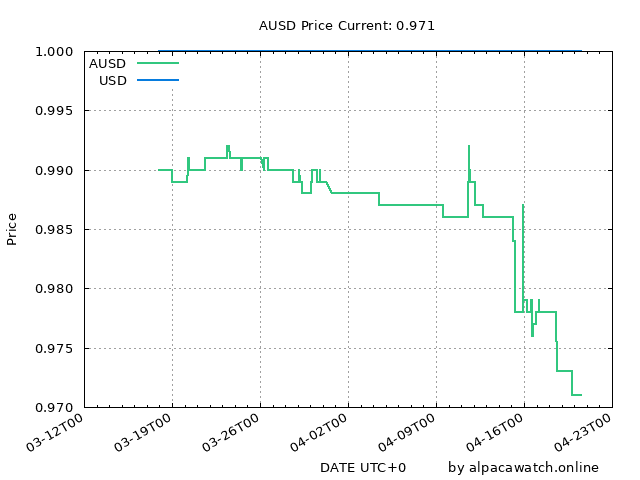 AUSD Price Current: 0.971
1.000
AUSD
USD
0.995
0.990
0.985
Price
0.980
0.975
0.970
03-12T00
03-19T00
03-26T00
04-02T00
04-09T00
04-16T00
04-23T00
DATE UTC+0
by alpacawatch.online